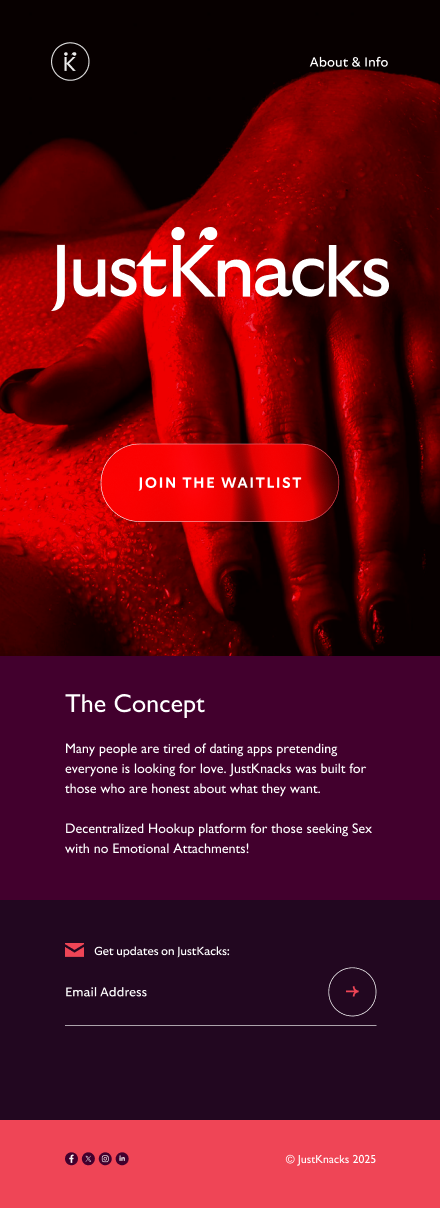 K
About & Info
JustKnacks
JOIN THE WAITLIST
The Concept
Many people are tired of dating apps pretending
everyone is looking for love. JustKnacks was built for
those who are honest about what they want.
Decentralized Hookup platform for those seeking Sex
with no Emotional Attachments!
Get updates on JustKacks:
Email Address
© JustKnacks 2025